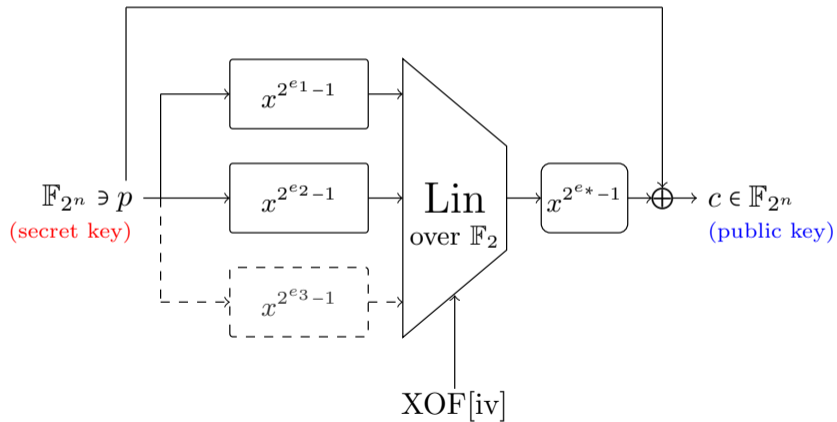 x^{2^{e_1}-1}
𝔽_{2^n} ∋ p
(secret key)
x^{2^{e_2}-1}
Lin
over 𝔽_2
x^{2^{e_*}-1}
⊕
c ∈ 𝔽_{2^n}
(public key)
x^{2^{e_3}-1}
XOF[iv]